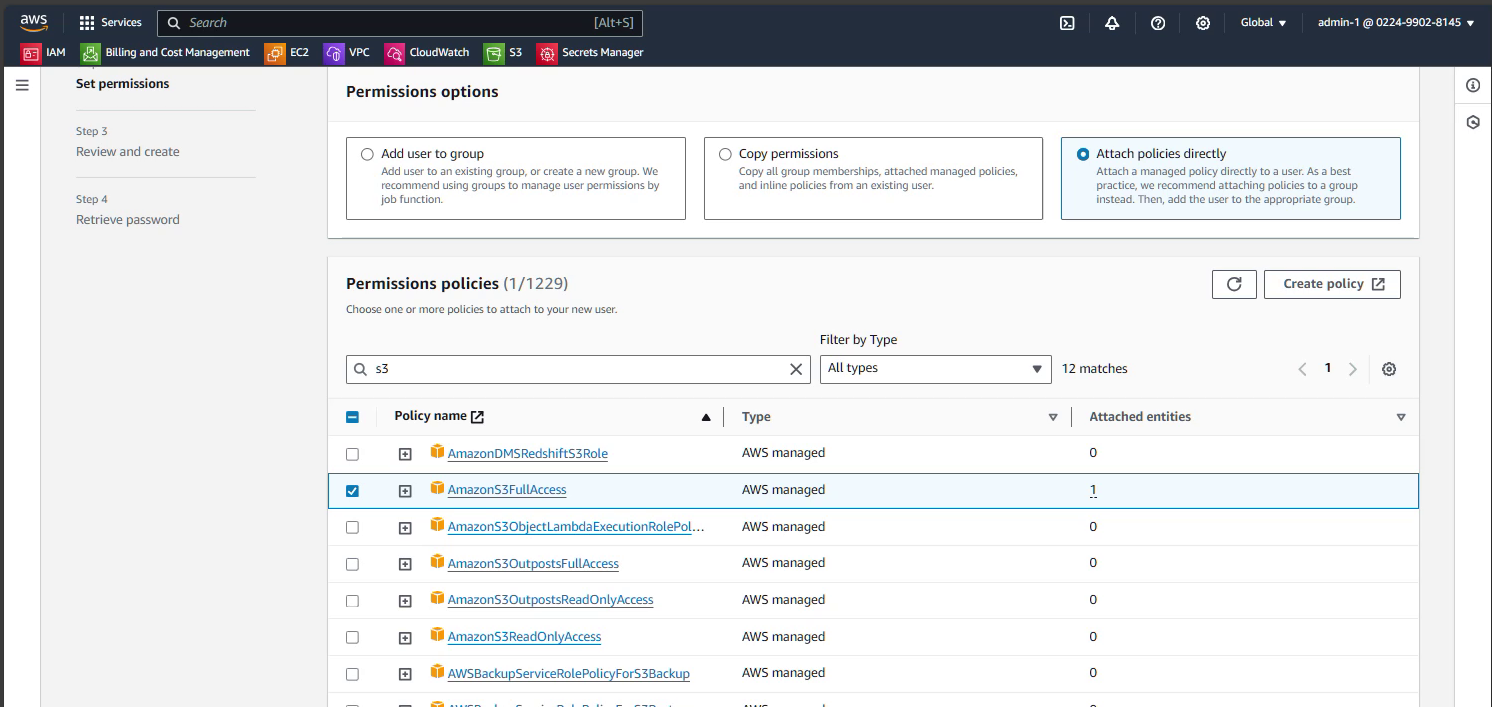 aws
Services
Search
[Alt+S]
Global
admin-1 @ 0224-9902-8145
IAM
Billing and Cost Management
EC2
VPC
CloudWatch
S3
Secrets Manager
Set permissions
Step 3
Review and create
Step 4
Retrieve password
Permissions options
Add user to group
Add user to an existing group, or create a new group. We
recommend using groups to manage user permissions by
job function.
Copy permissions
Copy all group memberships, attached managed policies,
and inline policies from an existing user.
Attach policies directly
Attach a managed policy directly to a user. As a best
practice, we recommend attaching policies to a group
instead. Then, add the user to the appropriate group.
Permissions policies (1/1229)
Choose one or more policies to attach to your new user.
Create policy
Filter by Type
s3
All types
12 matches
1
Policy name
Type
Attached entities
AmazonDMSRedshiftS3Role AWS managed 0
AmazonS3FullAccess AWS managed 1
AmazonS3ObjectLambdaExecutionRolePol... AWS managed 0
AmazonS3OutpostsFullAccess AWS managed 0
AmazonS3OutpostsReadOnlyAccess AWS managed 0
AmazonS3ReadOnlyAccess AWS managed 0
AWSBackupServiceRolePolicyForS3Backup AWS managed 0